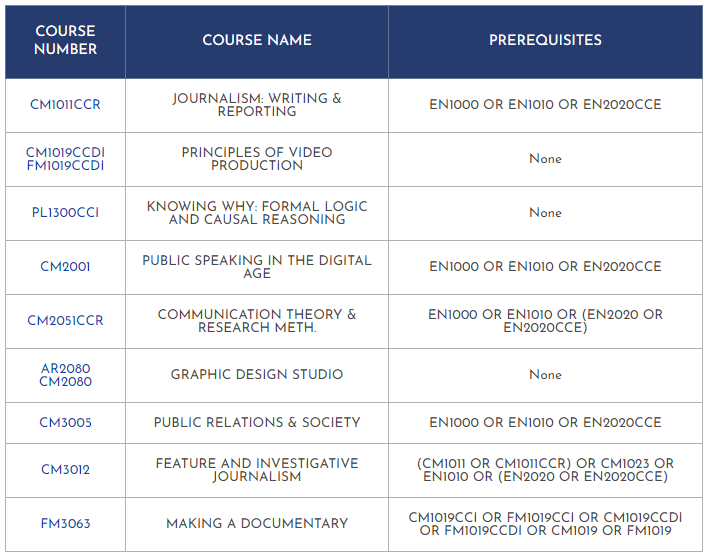 COURSE NUMBER
COURSE NAME
PREREQUISITES
CM1011CCR
JOURNALISM: WRITING &
REPORTING
EN1000 OR EN1010 OR EN2020CCE
CM1019CCDI
FM1019CCDI
PRINCIPLES OF VIDEO
PRODUCTION
None
PL1300CCI
KNOWING WHY: FORMAL LOGIC
AND CAUSAL REASONING
None
CM2001
PUBLIC SPEAKING IN THE DIGITAL
AGE
EN1000 OR EN1010 OR EN2020CCE
CM2051CCR
COMMUNICATION THEORY &
RESEARCH METH.
EN1000 OR EN1010 OR (EN2020 OR
EN2020CCE)
AR2080
CM2080
GRAPHIC DESIGN STUDIO
None
CM3005
PUBLIC RELATIONS & SOCIETY
EN1000 OR EN1010 OR EN2020CCE
CM3012
FEATURE AND INVESTIGATIVE
JOURNALISM
(CM1011 OR CM1011CCR) OR CM1023 OR
EN1010 OR (EN2020 OR EN2020CCE)
FM3063
MAKING A DOCUMENTARY
CM1019CCI OR FM1019CCI OR CM1019CCDI
OR FM1019CCDI OR CM1019 OR FM1019